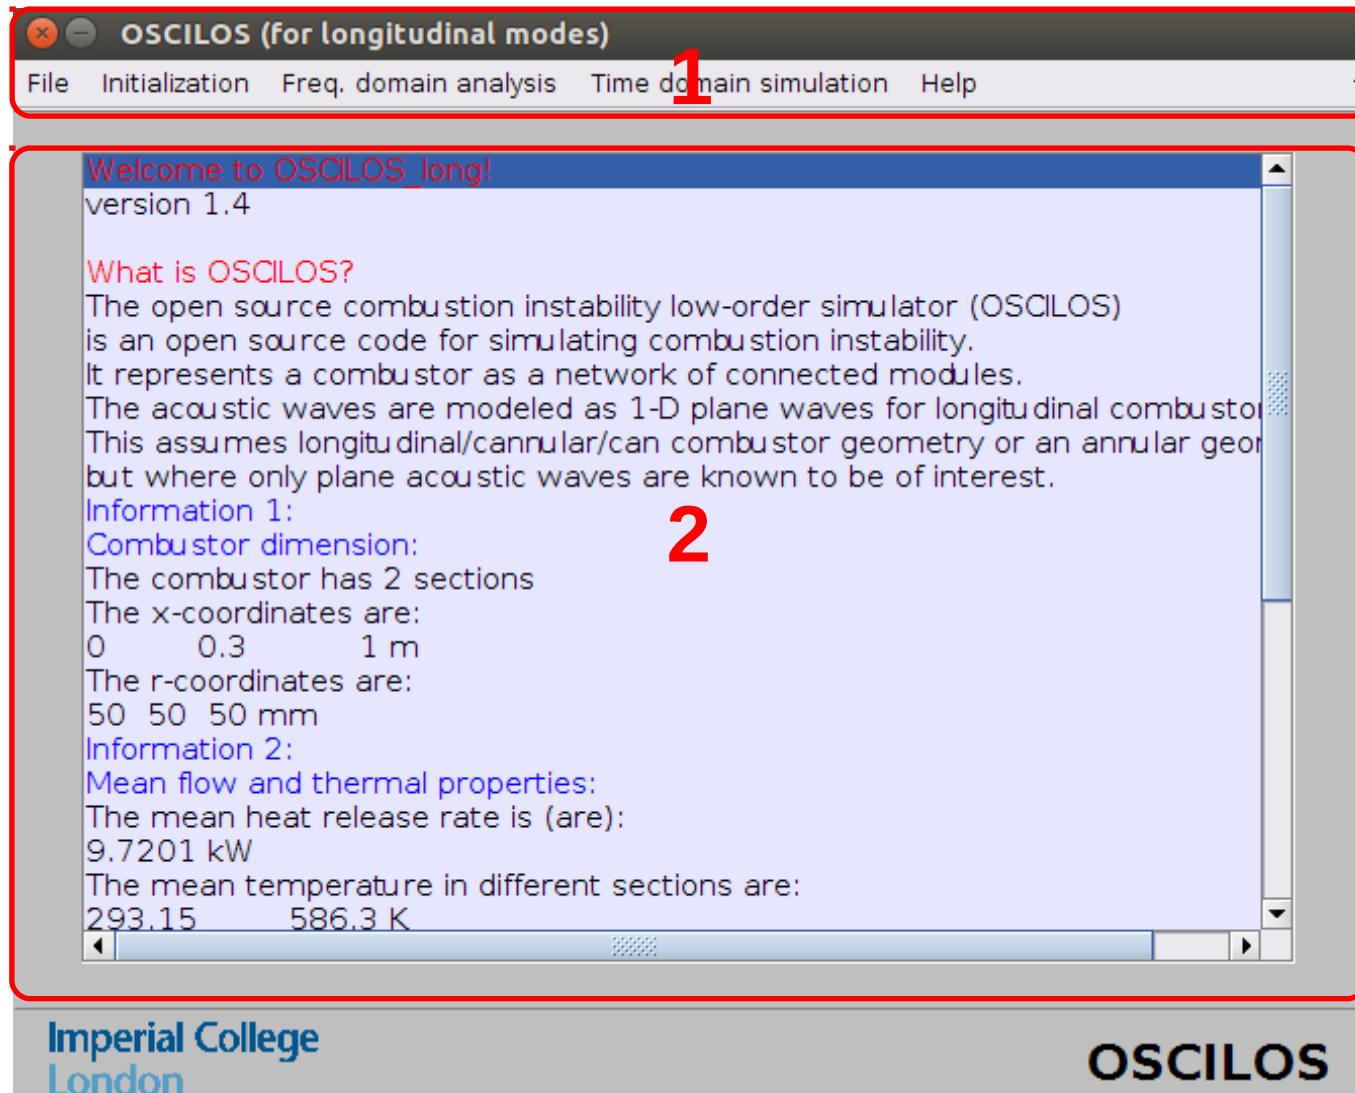 OSCILOS (for longitudinal modes)
File Initialization Freq. domain analysis Time domain simulation Help
1
Welcome to OSCILOS_long!
version 1.4
What is OSCILOS?
The open source combustion instability low-order simulator (OSCILOS)
is an open source code for simulating combustion instability.
It represents a combustor as a network of connected modules.
The acoustic waves are modeled as 1-D plane waves for longitudinal
This assumes longitudinal/cannular/can combustor geometry or an annular
but where only plane acoustic waves are known to be of interest.
Information 1:
2
Combustor dimension:
The combustor has 2 sections
The x-coordinates are:
0 0.3 1 m
The r-coordinates are:
50 50 50 mm
Information 2:
Mean flow and thermal properties:
The mean heat release rate is (are):
9.7201 kW
The mean temperature in different sections are:
293.15 586.3 K
Imperial College
London
OSCILOS